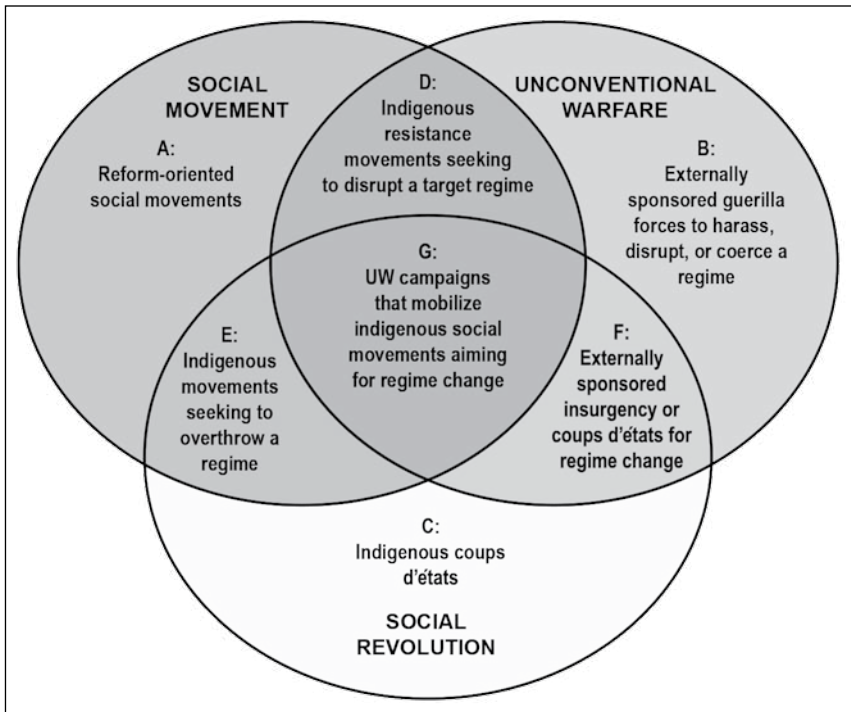 SOCIAL
MOVEMENT
A:
Reform-oriented
social movements
D:
Indigenous
resistance
movements seeking
to disrupt a target regime
UNCONVENTIONAL
WARFARE
B:
Externally
sponsored guerilla
forces to harass,
disrupt, or coerce a
regime
G:
UW campaigns
that mobilize
indigenous social
movements aiming
for regime change
E:
Indigenous
movements
seeking to
overthrow a
regime
F:
Externally
sponsored
insurgency or
coups d'états for
regime change
C:
Indigenous coups
d'états
SOCIAL
REVOLUTION